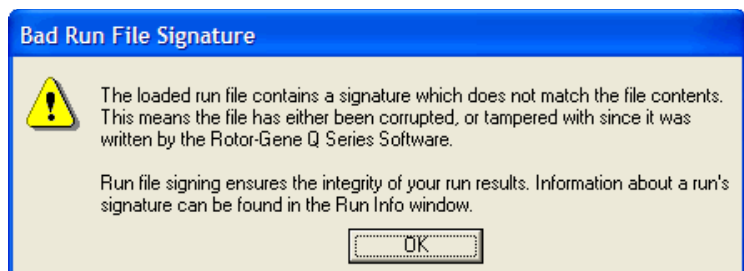 Bad Run File Signature
The loaded run file contains a signature which does not match the file contents.
This means the file has either been corrupted, or tampered with since it was
written by the Rotor-Gene Q Series Software.
Run file signing ensures the integrity of your run results. Information about a run's
signature can be found in the Run Info window.
OK